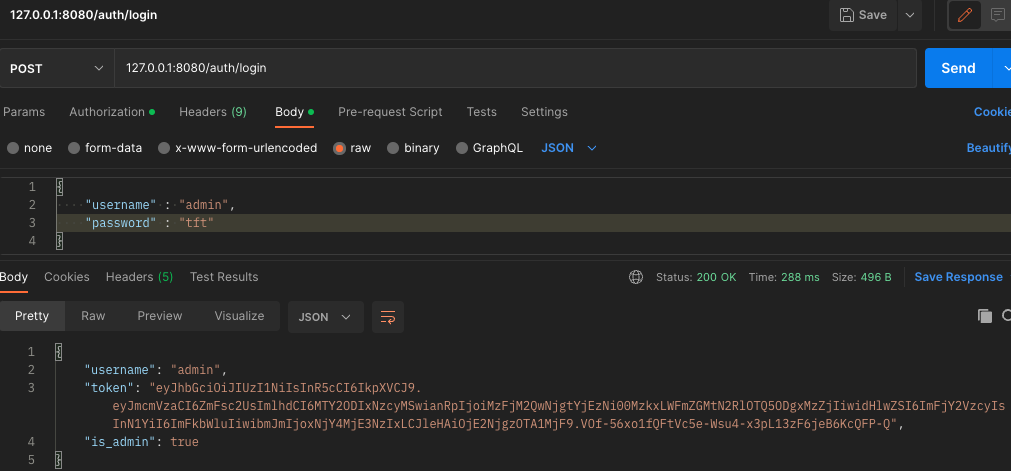 127.0.0.1:8080/auth/login
Save
POST 127.0.0.1:8080/auth/login Send
Params Authorization Headers (9) Body Pre-request Script Tests Settings Cookie
none form-data x-www-form-urlencoded raw binary GraphQL JSON Beautify
1 {
2 "username" : "admin",
3 "password" : "tft"
4 }
Body Cookies Headers (5) Test Results Status: 200 OK Time: 288 ms Size: 496 B Save Response
Pretty Raw Preview Visualize JSON
1 {
2 "username": "admin",
3 "token": "eyJhbGciOiJIUzI1NiIsInR5cCI6IkpXVCJ9.
eyJmcmVzaCI6ZmFsc2UsImlhdCI6MTY2ODIxNzcyMSwianRpIjoiMzFjM2QwNjgtYjEzNi00MzkxLWFmZGMtN2RlOTQ5ODgxMzZjIiwidHlwZSI6ImFjY2VzcyIs
InN1YiI6ImFkbWluIiwibmJmIjoxNjY4MjE3NzIxLCJleHAiOjE2NjgzOTA1MjF9.VOf-56xo1fQFtVc5e-Wsu4-x3pL13zF6jeB6KcQFP-Q",
4 "is_admin": true
5 }